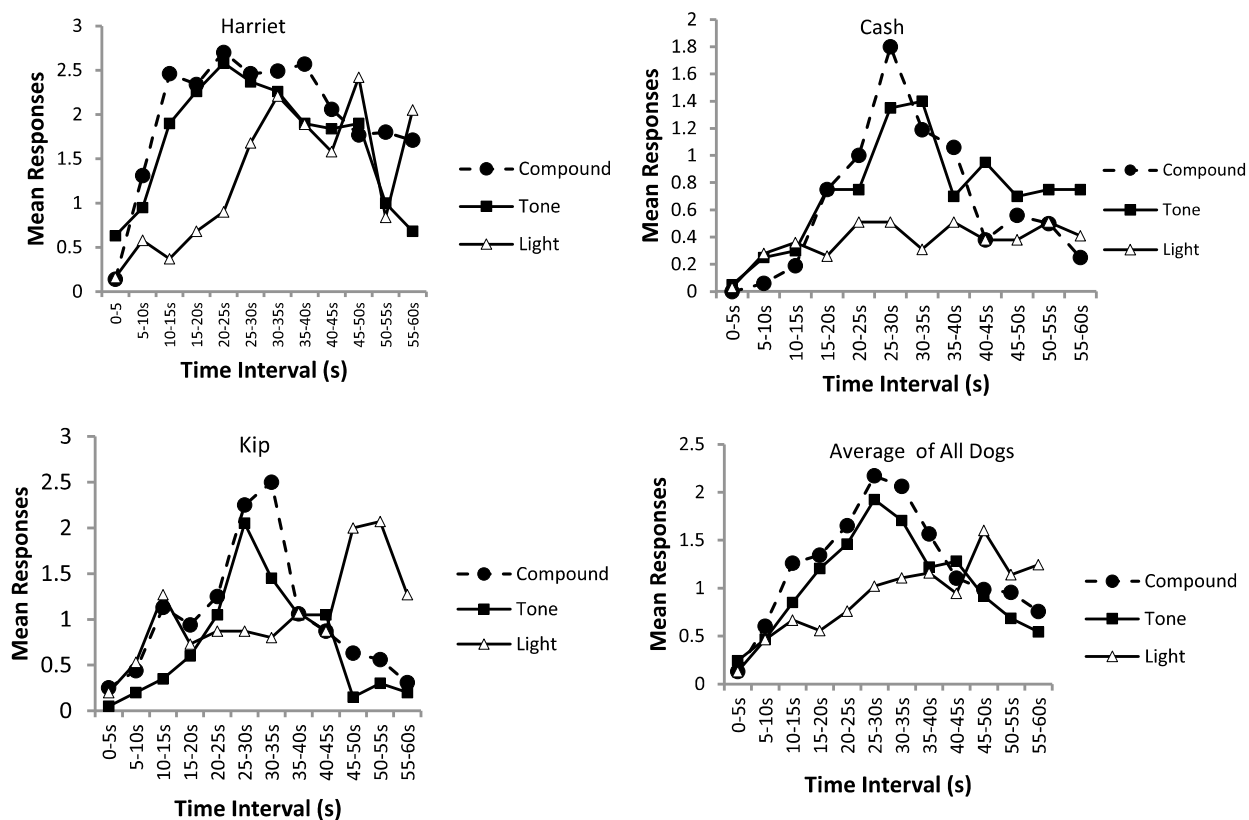 Harriet
Mean Responses
3
2.5
2
1.5
1
0.5
0
0-5
5-10s
10-15s
15-20s
20-25s
25-30s
30-35s
35-40s
40-45s
45-50s
50-55s
55-60s
Time Interval (s)
Compound
Tone
Light
Cash
Mean Responses
2
1.8
1.6
1.4
1.2
1
0.8
0.6
0.4
0.2
0
0-5s
5-10s
10-15s
15-20s
20-25s
25-30s
30-35s
35-40s
40-45s
45-50s
50-55s
55-60s
Time Interval (s)
Compound
Tone
Light
Kip
Mean Responses
3
2.5
2
1.5
1
0.5
0
0-5s
5-10s
10-15s
15-20s
20-25s
25-30s
30-35s
35-40s
40-45s
45-50s
50-55s
55-60s
Time Interval (s)
Compound
Tone
Light
Average of All Dogs
Mean Responses
2.5
2
1.5
1
0.5
0
0-5s
5-10s
10-15s
15-20s
20-25s
25-30s
30-35s
35-40s
40-45s
45-50s
50-55s
55-60s
Time Interval (s)
Compound
Tone
Light